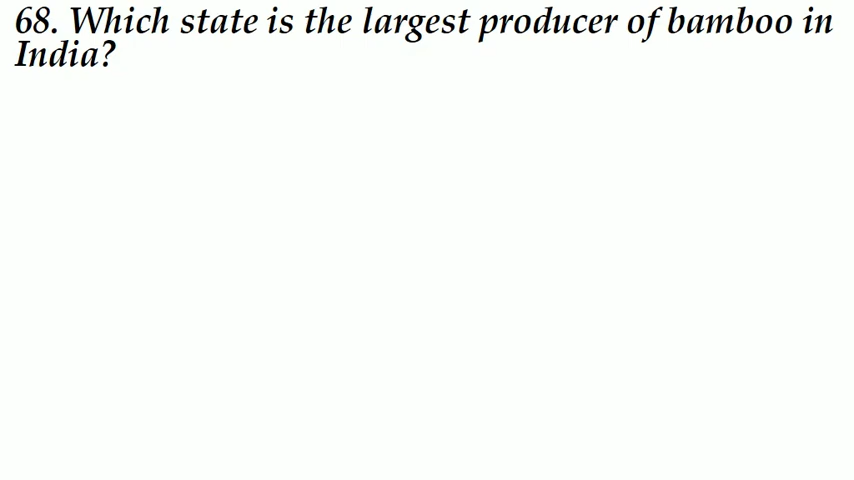 68. Which state is the largest producer of bamboo in
India?